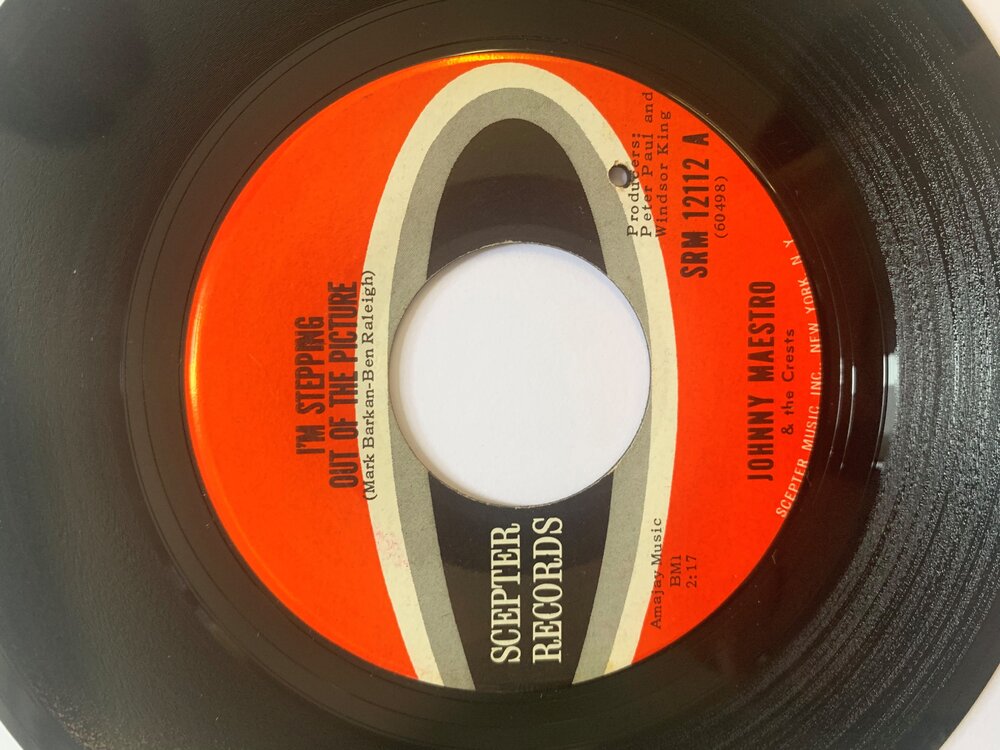 I'M STEPPING
OUT OF THE PICTURE
(Mark Barkan-Ben Raleigh)
SCEPTER
RECORDS
Producers:
Peter Paul and
Windsor King
SRM 12112 A
(60498)
Amajay Music
BMI
2:17
JOHNNY MAESTRO
& the Crests
SCEPTER MUSIC INC. NEW YORK N.Y.